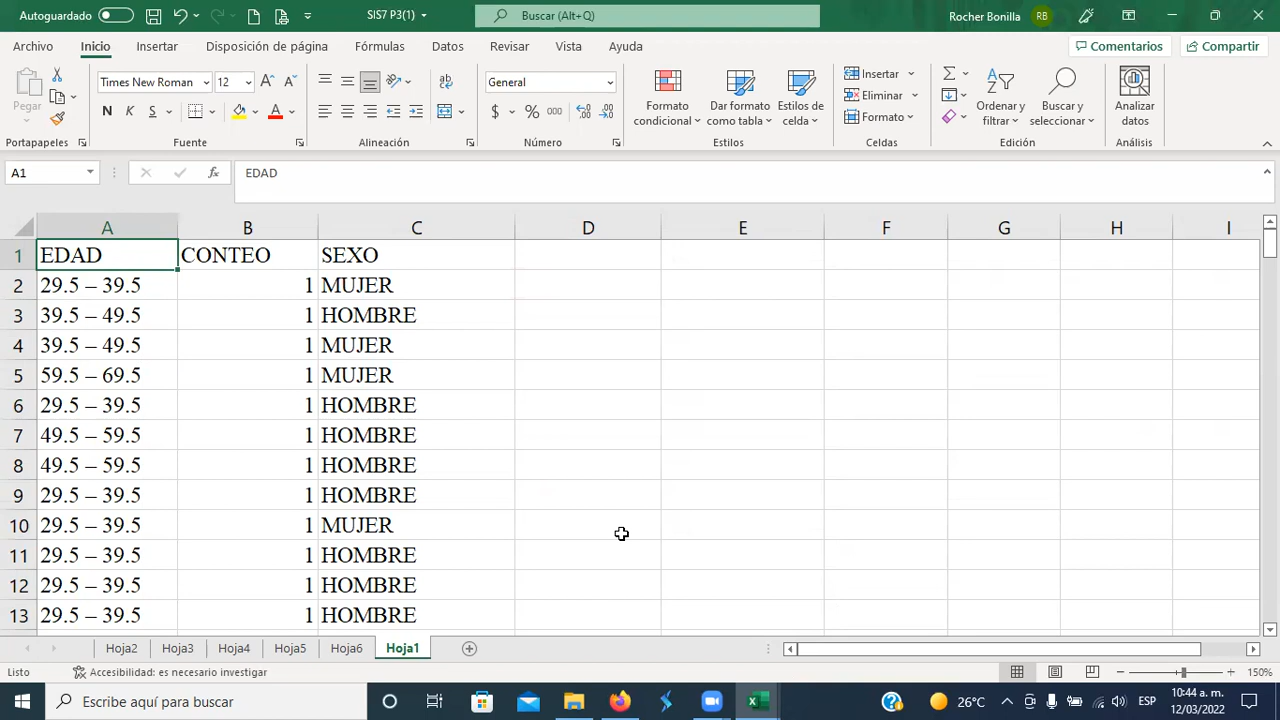 Autoguardado
SIS7 P3(1)
Buscar (Alt+Q)
Rocher Bonilla
RB
Archivo Inicio Insertar Disposición de página Fórmulas Datos Revisar Vista Ayuda Comentarios Compartir
Pegar
Times New Roman 12
N K S
General
$ % 000
Formato condicional
Dar formato como tabla
Estilos de celda
Insertar
Eliminar
Formato
Ordenar y filtrar
Buscar y seleccionar
Analizar datos
Portapapeles Fuente Alineación Número Estilos Celdas Edición Análisis
A1 fx EDAD
A B C D E F G H I
1 EDAD CONTEO SEXO
2 29.5 – 39.5 1 MUJER
3 39.5 – 49.5 1 HOMBRE
4 39.5 – 49.5 1 MUJER
5 59.5 – 69.5 1 MUJER
6 29.5 – 39.5 1 HOMBRE
7 49.5 – 59.5 1 HOMBRE
8 49.5 – 59.5 1 HOMBRE
9 29.5 – 39.5 1 HOMBRE
10 29.5 – 39.5 1 MUJER
11 29.5 – 39.5 1 HOMBRE
12 29.5 – 39.5 1 HOMBRE
13 29.5 – 39.5 1 HOMBRE
Hoja2 Hoja3 Hoja4 Hoja5 Hoja6 Hoja1
Listo Accesibilidad: es necesario investigar 150%
Escribe aquí para buscar
26°C
ESP
10:44 a. m.
12/03/2022